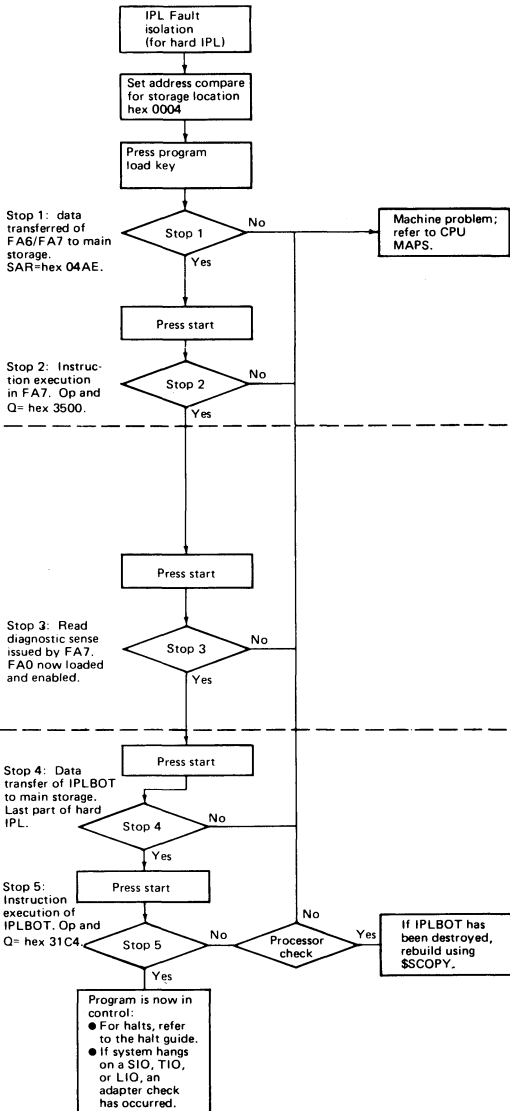 IPL Fault
isolation
(for hard IPL)
Set address compare
for storage location
hex 0004
Press program
load key
Stop 1: data
transferred of
FA6/FA7 to main
storage.
SAR=hex 04AE.
Stop 1
No
Yes
Machine problem;
refer to CPU
MAPS.
Press start
Stop 2: Instruc-
tion execution
in FA7. Op and
Q= hex 3500.
Stop 2
No
Yes
Press start
Stop 3: Read
diagnostic sense
issued by FA7.
FA0 now loaded
and enabled.
Stop 3
No
Yes
Press start
Stop 4: Data
transfer of IPLBOT
to main storage.
Last part of hard
IPL.
Stop 4
No
Yes
Press start
Stop 5:
Instruction
execution of
IPLBOT. Op and
Q= hex 31C4.
Stop 5
No
Yes
No
Processor
check
Yes
If IPLBOT has
been destroyed,
rebuild using
$SCOPY.
Program is now in
control:
● For halts, refer
to the halt guide.
● If system hangs
on a SIO, TIO,
or LIO, an
adapter check
has occurred.